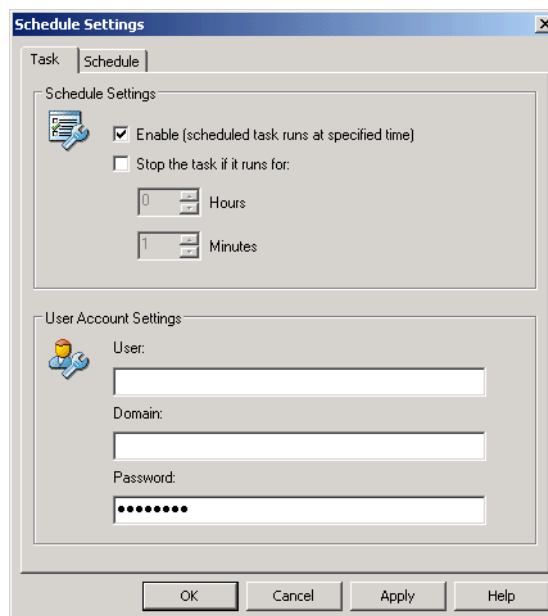 Schedule Settings
Task
Schedule
Schedule Settings
Enable (scheduled task runs at specified time)
Stop the task if it runs for:
0
Hours
1
Minutes
User Account Settings
User:
Domain:
Password:
••••••••
OK
Cancel
Apply
Help